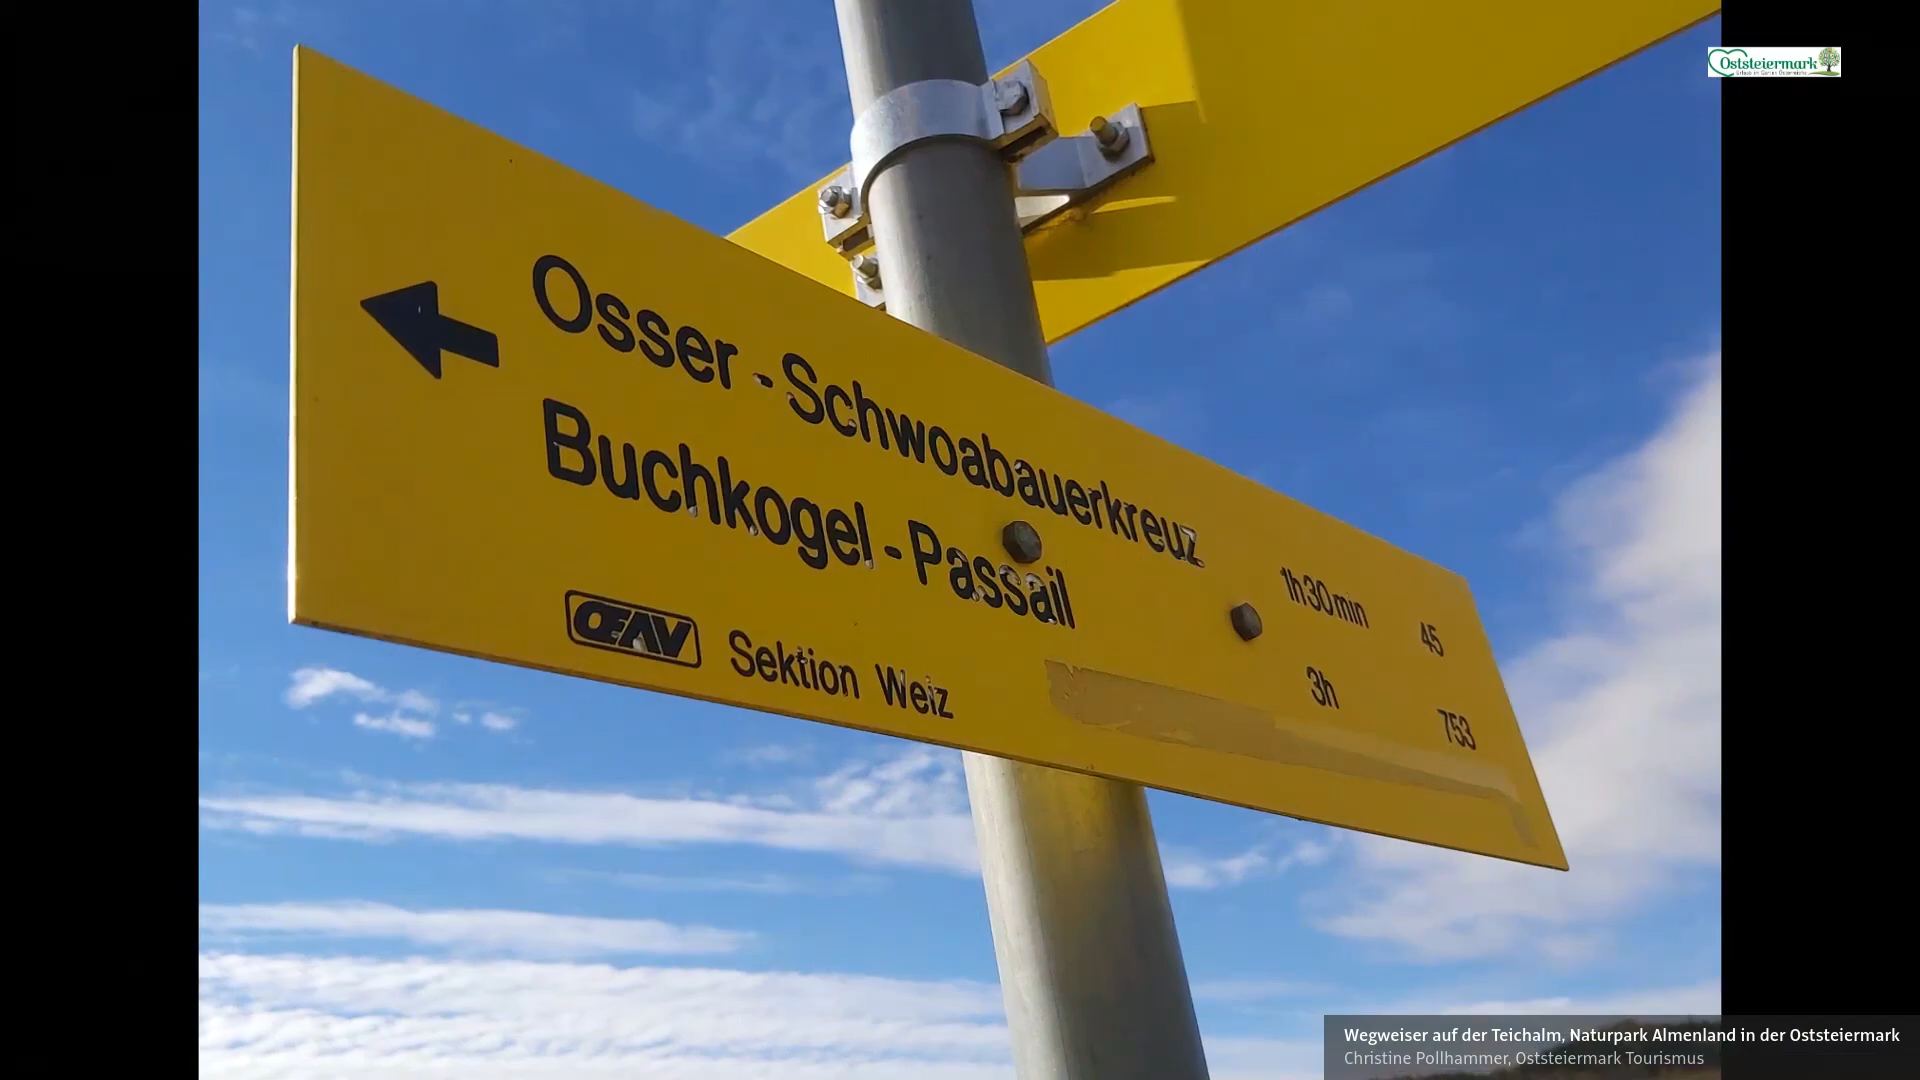 Oststeiermark
Osser - Schwoabauerkreuz
1h30min 45
Buchkogel - Passail
3h 753
ŒAV Sektion Weiz
Wegweiser auf der Teichalm, Naturpark Almenland in der Oststeiermark
Christine Pollhammer, Oststeiermark Tourismus